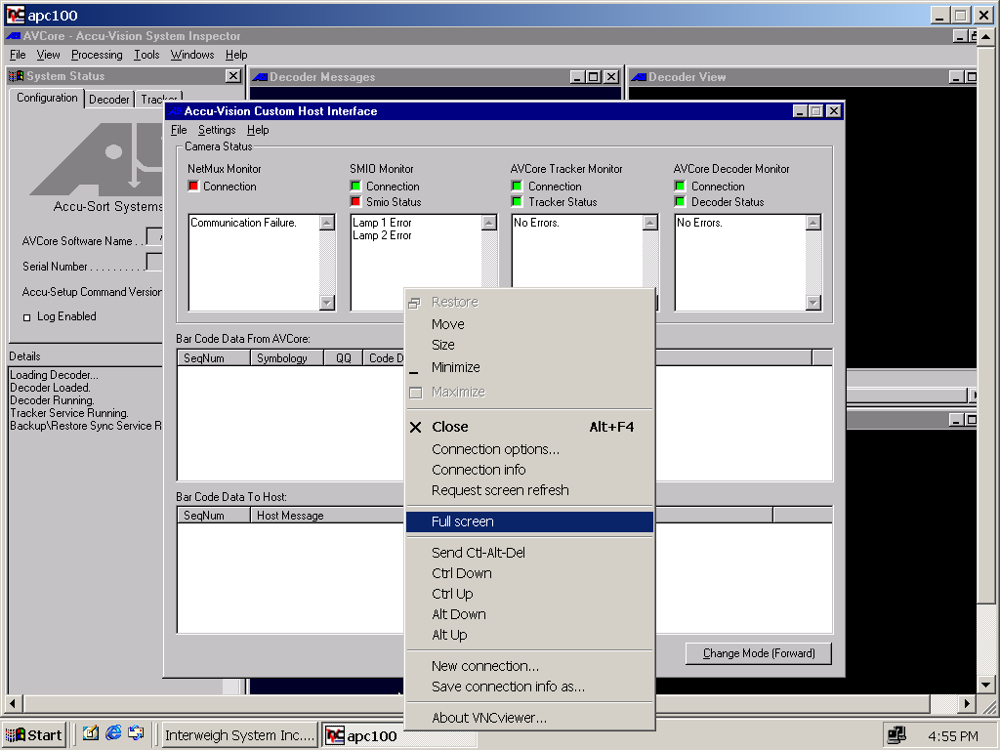 apc100
AVCore - Accu-Vision System Inspector
File View Processing Tools Windows Help
System Status
Decoder Messages
Decoder View
Configuration Decoder Tracker
Accu-Sort Systems
AVCore Software Name . .
Serial Number . . . . . . . . . .
Accu-Setup Command Version
Log Enabled
Details
Loading Decoder...
Decoder Loaded.
Decoder Running.
Tracker Service Running.
Backup\Restore Sync Service R
Accu-Vision Custom Host Interface
File Settings Help
Camera Status
NetMux Monitor
Connection
Communication Failure.
SMIO Monitor
Connection
Smio Status
Lamp 1 Error
Lamp 2 Error
AVCore Tracker Monitor
Connection
Tracker Status
No Errors.
AVCore Decoder Monitor
Connection
Decoder Status
No Errors.
Bar Code Data From AVCore:
SeqNum Symbology QQ Code D
Bar Code Data To Host:
SeqNum Host Message
Change Mode (Forward)
Restore
Move
Size
Minimize
Maximize
Close Alt+F4
Connection options...
Connection info
Request screen refresh
Full screen
Send Ctl-Alt-Del
Ctrl Down
Ctrl Up
Alt Down
Alt Up
New connection...
Save connection info as...
About VNCviewer...
Start
Interweigh System Inc....
apc100
4:55 PM